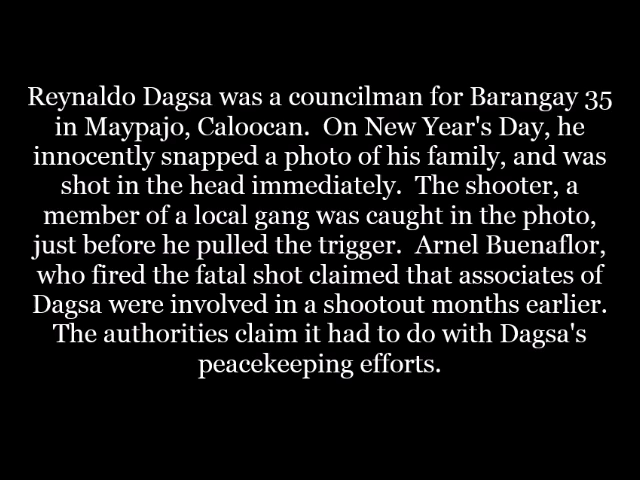 Reynaldo Dagsa was a councilman for Barangay 35
in Maypajo, Caloocan.  On New Year's Day, he
innocently snapped a photo of his family, and was
shot in the head immediately.  The shooter, a
member of a local gang was caught in the photo,
just before he pulled the trigger.  Arnel Buenaflor,
who fired the fatal shot claimed that associates of
Dagsa were involved in a shootout months earlier.
The authorities claim it had to do with Dagsa's
peacekeeping efforts.